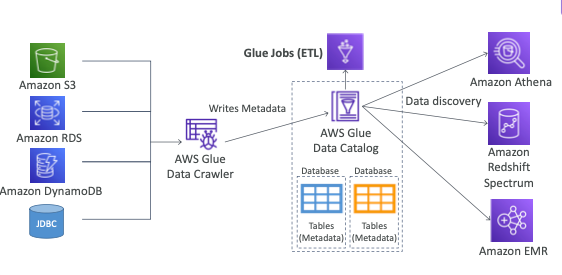 Glue Jobs (ETL)
Amazon S3
Amazon RDS
Amazon DynamoDB
JDBC
AWS Glue
Data Crawler
Writes Metadata
AWS Glue
Data Catalog
Database
Tables
(Metadata)
Database
Tables
(Metadata)
Data discovery
Amazon Athena
Amazon
Redshift
Spectrum
Amazon EMR